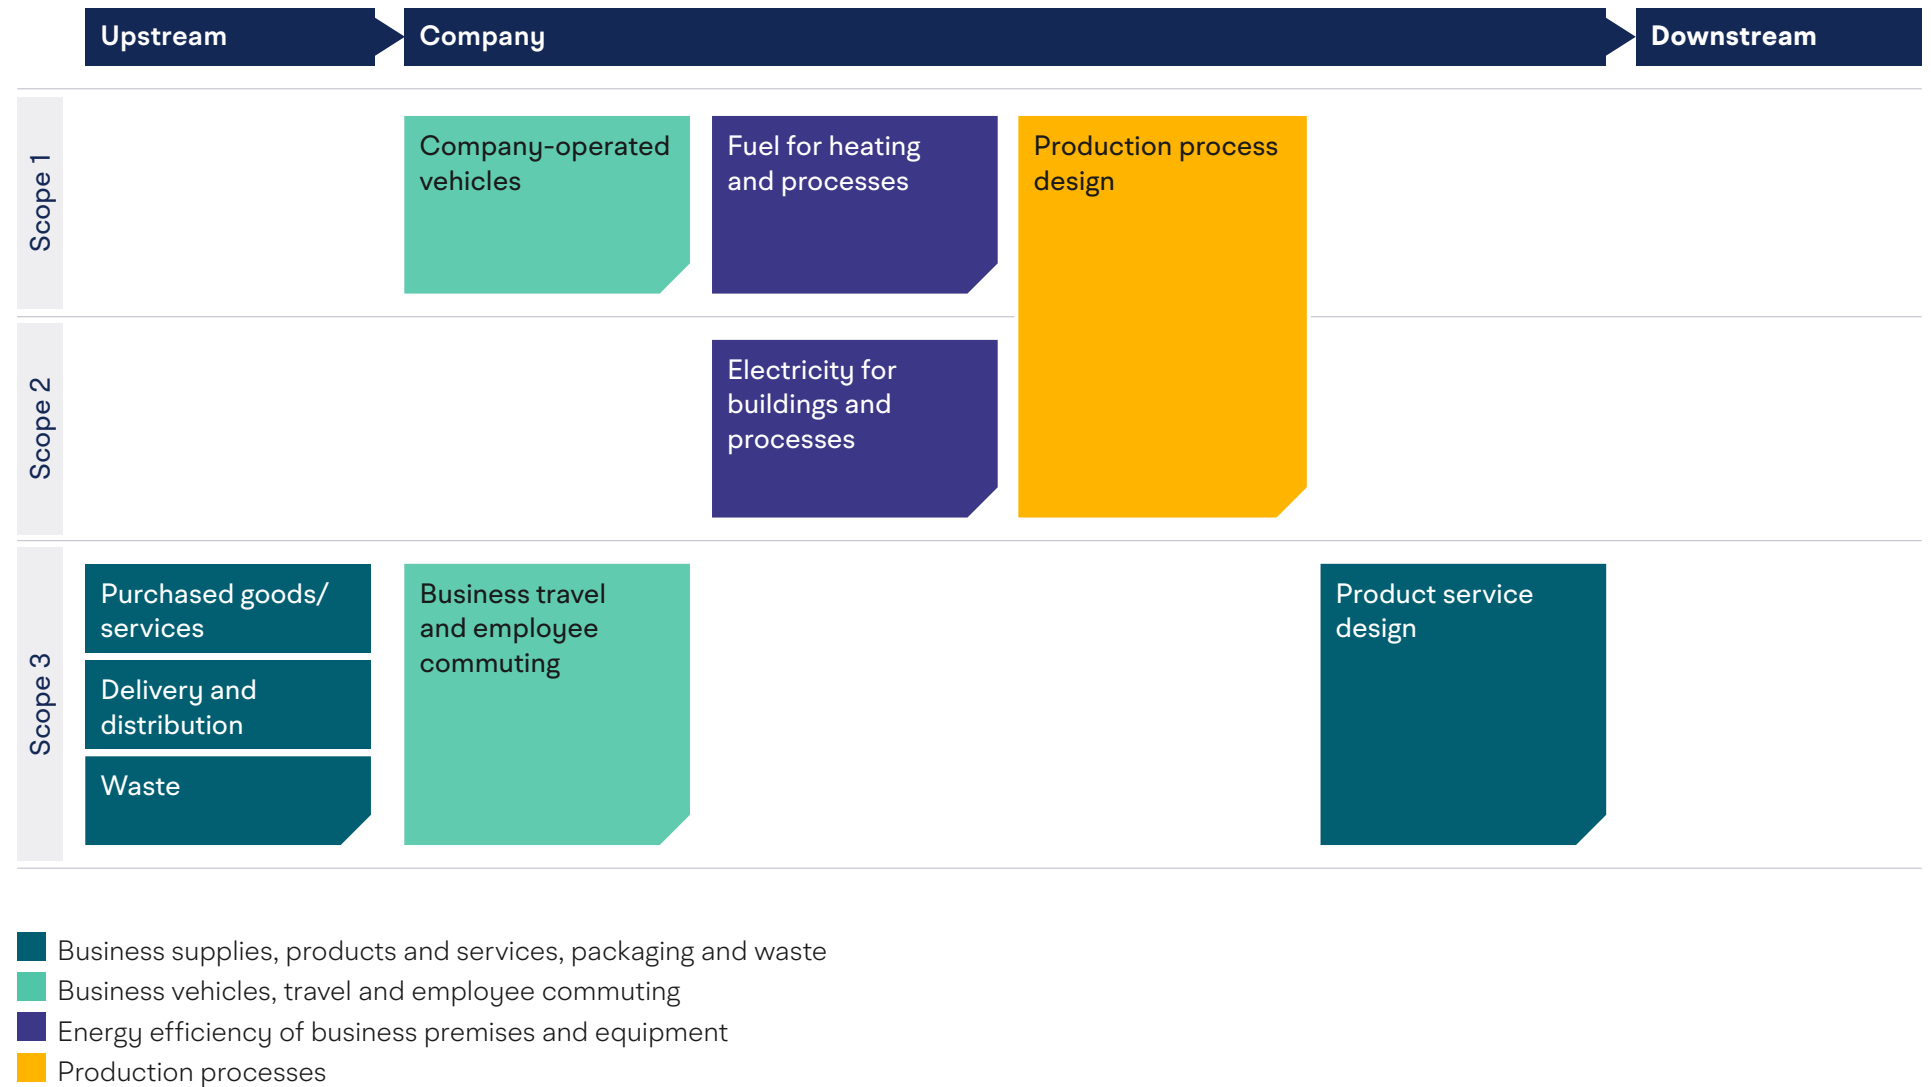 Upstream
Company
Downstream
Scope 1
Company-operated
vehicles
Fuel for heating
and processes
Production process
design
Scope 2
Electricity for
buildings and
processes
Scope 3
Purchased goods/
services
Delivery and
distribution
Waste
Business travel
and employee
commuting
Product service
design
Business supplies, products and services, packaging and waste
Business vehicles, travel and employee commuting
Energy efficiency of business premises and equipment
Production processes